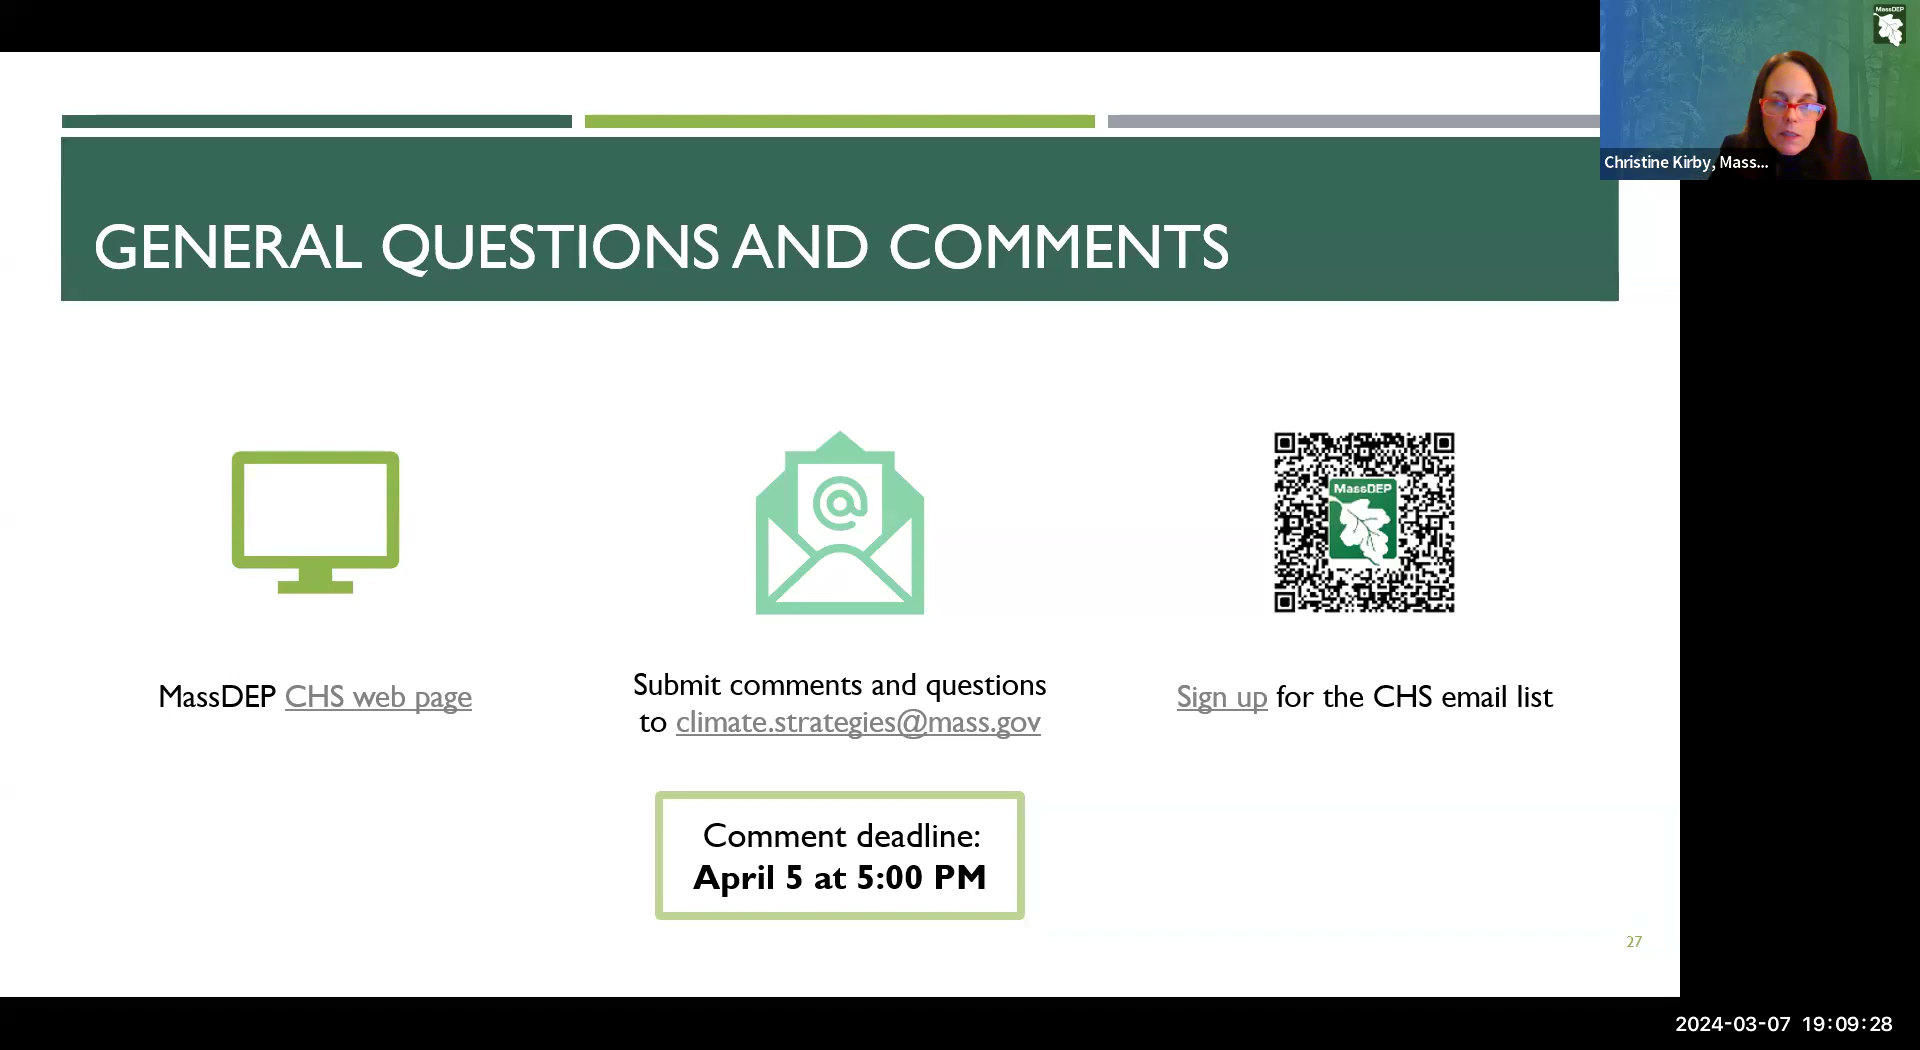 MassDEP
Christine Kirby, Mass...
GENERAL QUESTIONS AND COMMENTS
@
MassDEP
MassDEP CHS web page
Submit comments and questions
to climate.strategies@mass.gov
Sign up for the CHS email list
Comment deadline:
April 5 at 5:00 PM
27
2024-03-07 19:09:28